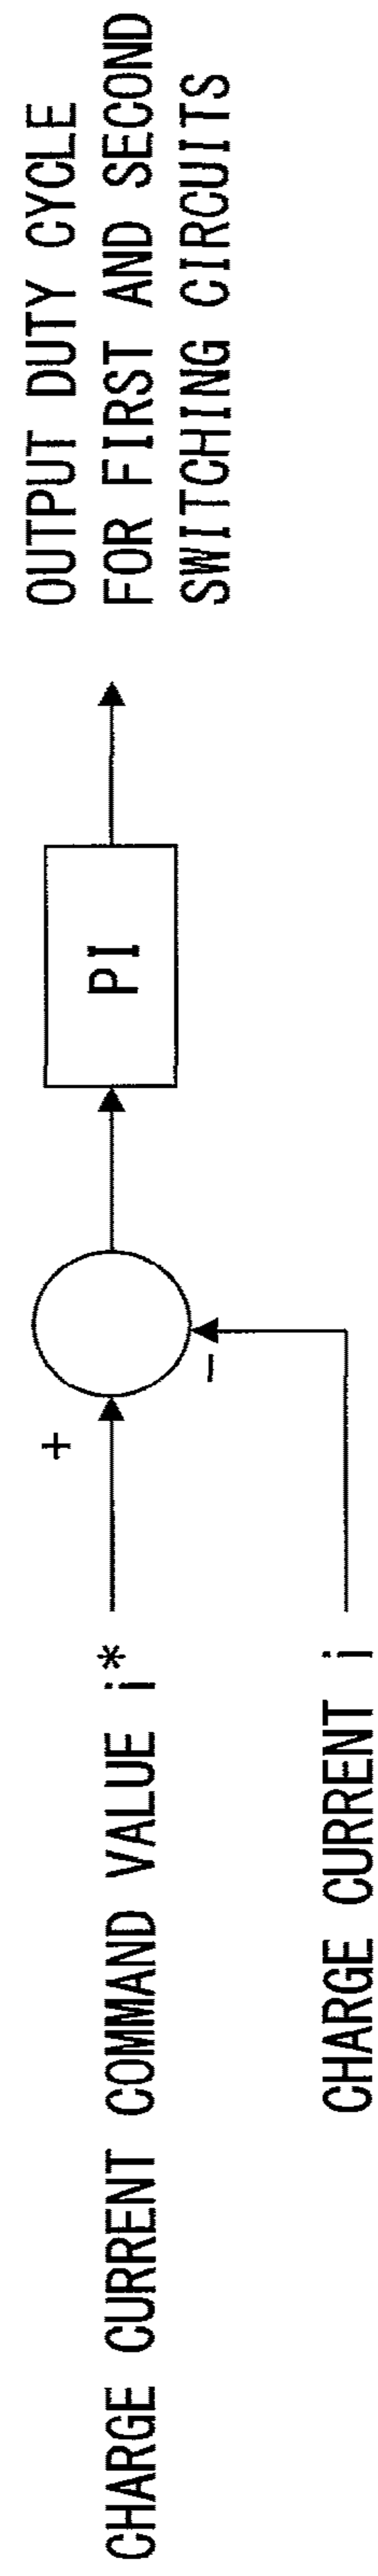 CHARGE CURRENT COMMAND VALUE i*
+
−
CHARGE CURRENT i
PI
OUTPUT DUTY CYCLE
FOR FIRST AND SECOND
SWITCHING CIRCUITS